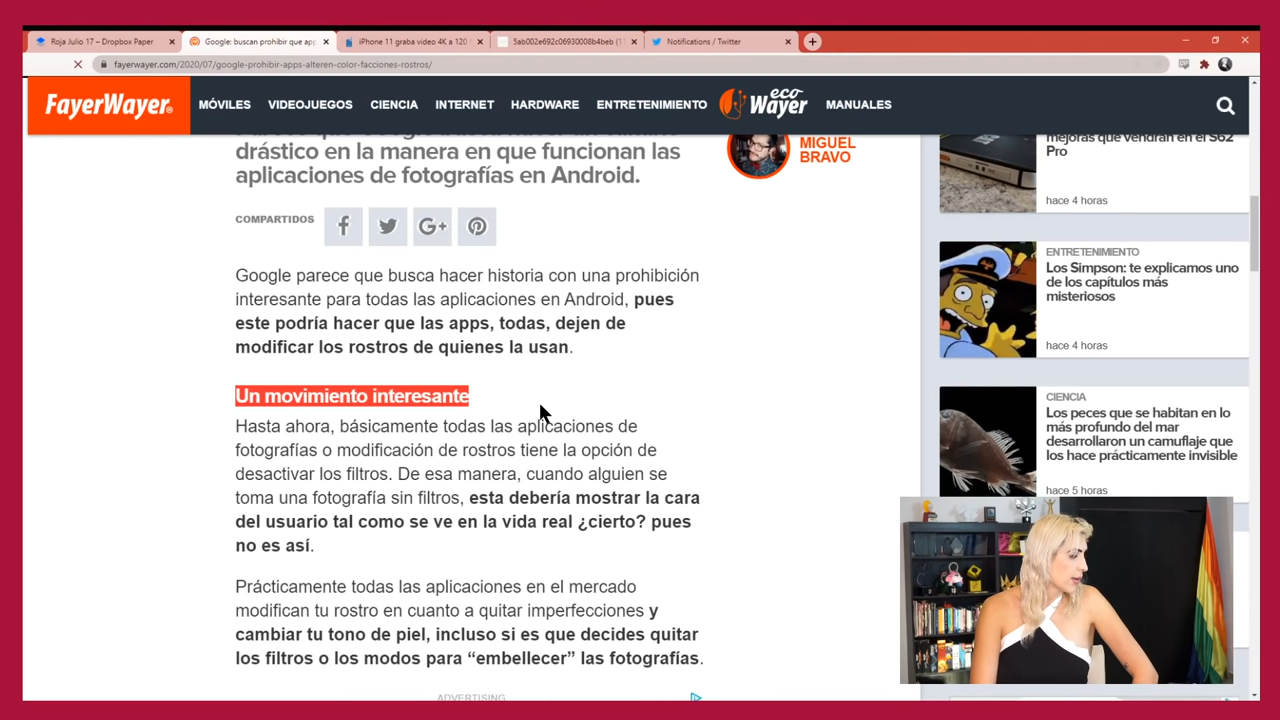 Roja Julio 17 – Dropbox Paper
Google: buscan prohibir que app
iPhone 11 graba video 4K a 120
5ab002e692c06930008b4beb (1
Notifications / Twitter
fayerwayer.com/2020/07/google-prohibir-apps-alteren-color-facciones-rostros/
FayerWayer
MÓVILES
VIDEOJUEGOS
CIENCIA
INTERNET
HARDWARE
ENTRETENIMIENTO
eco Wayer
MANUALES
drástico en la manera en que funcionan las
aplicaciones de fotografías en Android.
MIGUEL
BRAVO
COMPARTIDOS
G+
Google parece que busca hacer historia con una prohibición
interesante para todas las aplicaciones en Android, pues
este podría hacer que las apps, todas, dejen de
modificar los rostros de quienes la usan.
Un movimiento interesante
Hasta ahora, básicamente todas las aplicaciones de
fotografías o modificación de rostros tiene la opción de
desactivar los filtros. De esa manera, cuando alguien se
toma una fotografía sin filtros, esta debería mostrar la cara
del usuario tal como se ve en la vida real ¿cierto? pues
no es así.
Prácticamente todas las aplicaciones en el mercado
modifican tu rostro en cuanto a quitar imperfecciones y
cambiar tu tono de piel, incluso si es que decides quitar
los filtros o los modos para “embellecer” las fotografías.
ADVERTISING
mejoras que vendrán en el S62
Pro
hace 4 horas
ENTRETENIMIENTO
Los Simpson: te explicamos uno
de los capítulos más
misteriosos
hace 4 horas
CIENCIA
Los peces que se habitan en lo
más profundo del mar
desarrollaron un camuflaje que
los hace prácticamente invisible
hace 5 horas